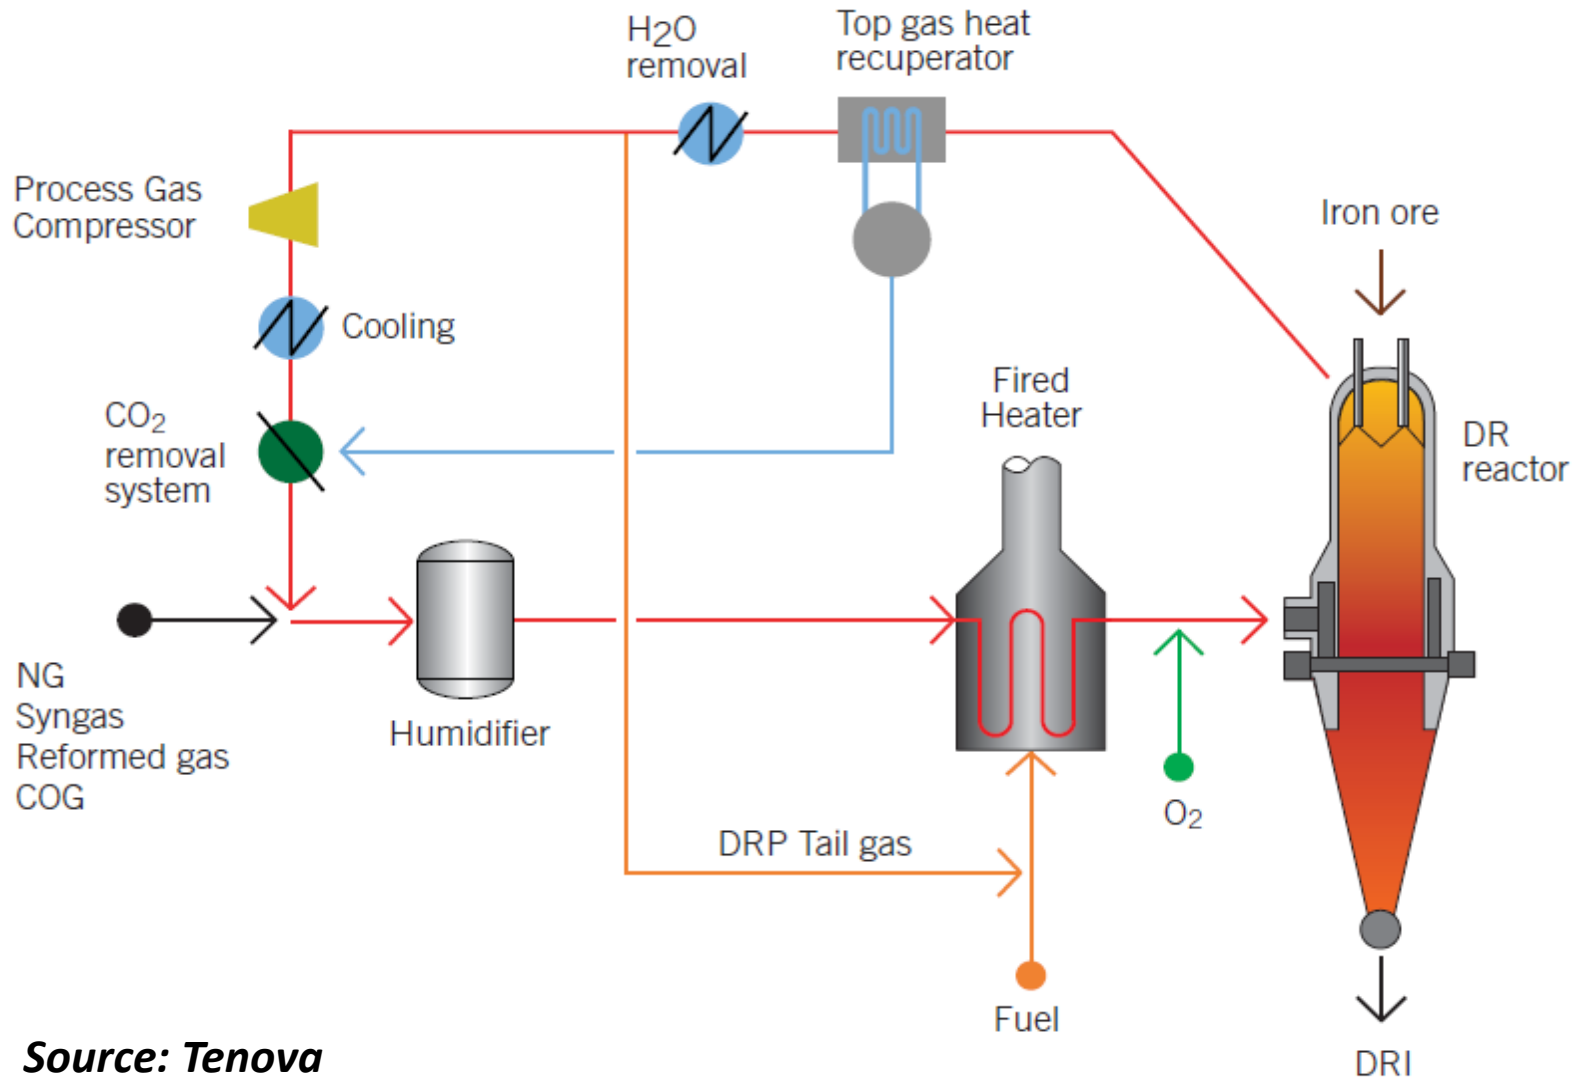 H2O
removal
Top gas heat
recuperator
Process Gas
Compressor
Iron ore
Cooling
Fired
Heater
CO2
removal
system
DR
reactor
NG
Syngas
Reformed gas
COG
Humidifier
O2
DRP Tail gas
Fuel
Source: Tenova
DRI